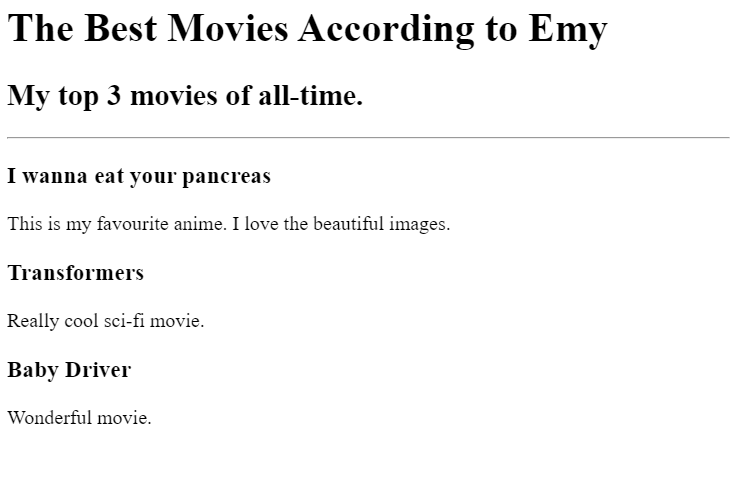 The Best Movies According to Emy
My top 3 movies of all-time.
I wanna eat your pancreas
This is my favourite anime. I love the beautiful images.
Transformers
Really cool sci-fi movie.
Baby Driver
Wonderful movie.